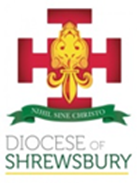 NIHIL SINE CHRISTO
DIOCESE OF
SHREWSBURY